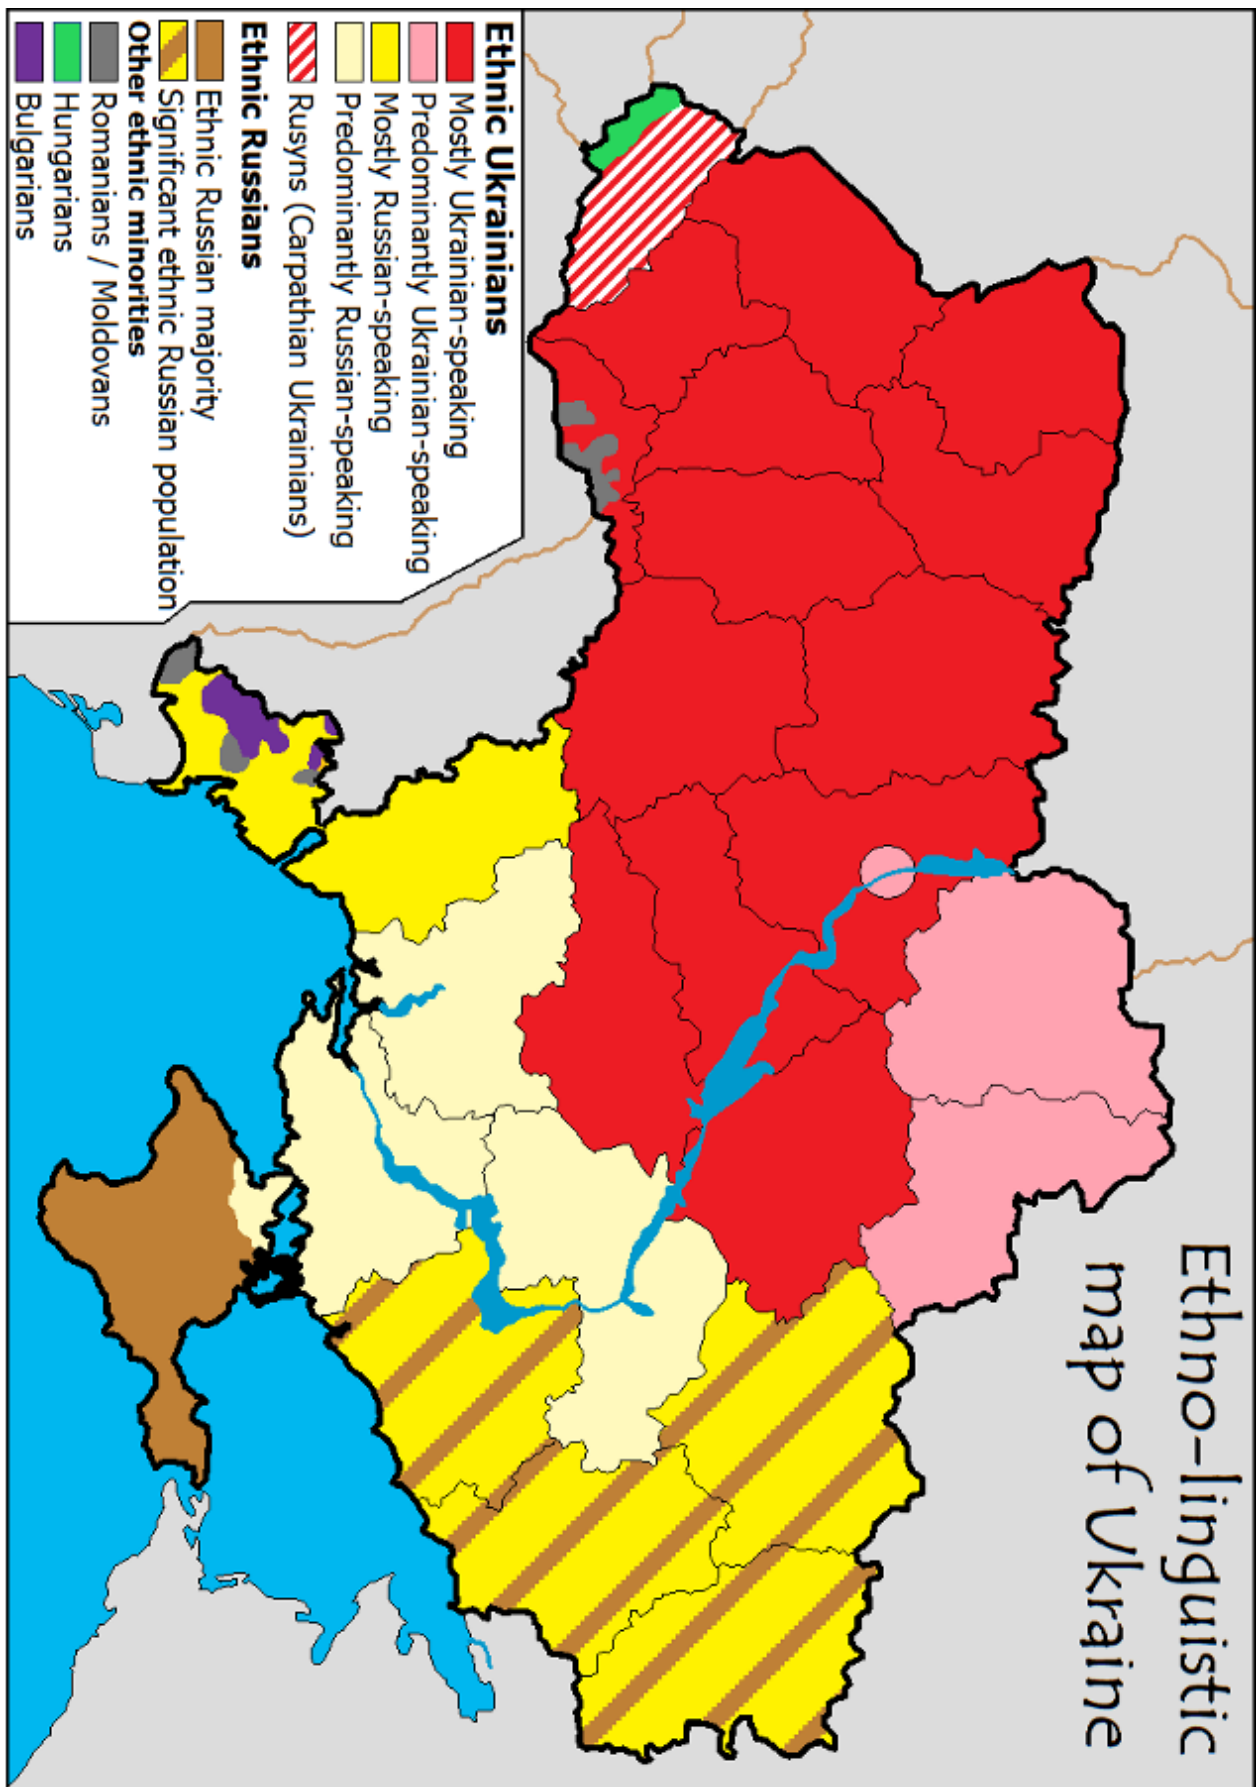 Ethno-linguistic
map of Ukraine
Ethnic Ukrainians
Mostly Ukrainian-speaking
Predominantly Ukrainian-speaking
Mostly Russian-speaking
Predominantly Russian-speaking
Rusyns (Carpathian Ukrainians)
Ethnic Russians
Ethnic Russian majority
Significant ethnic Russian population
Other ethnic minorities
Romanians / Moldovans
Hungarians
Bulgarians